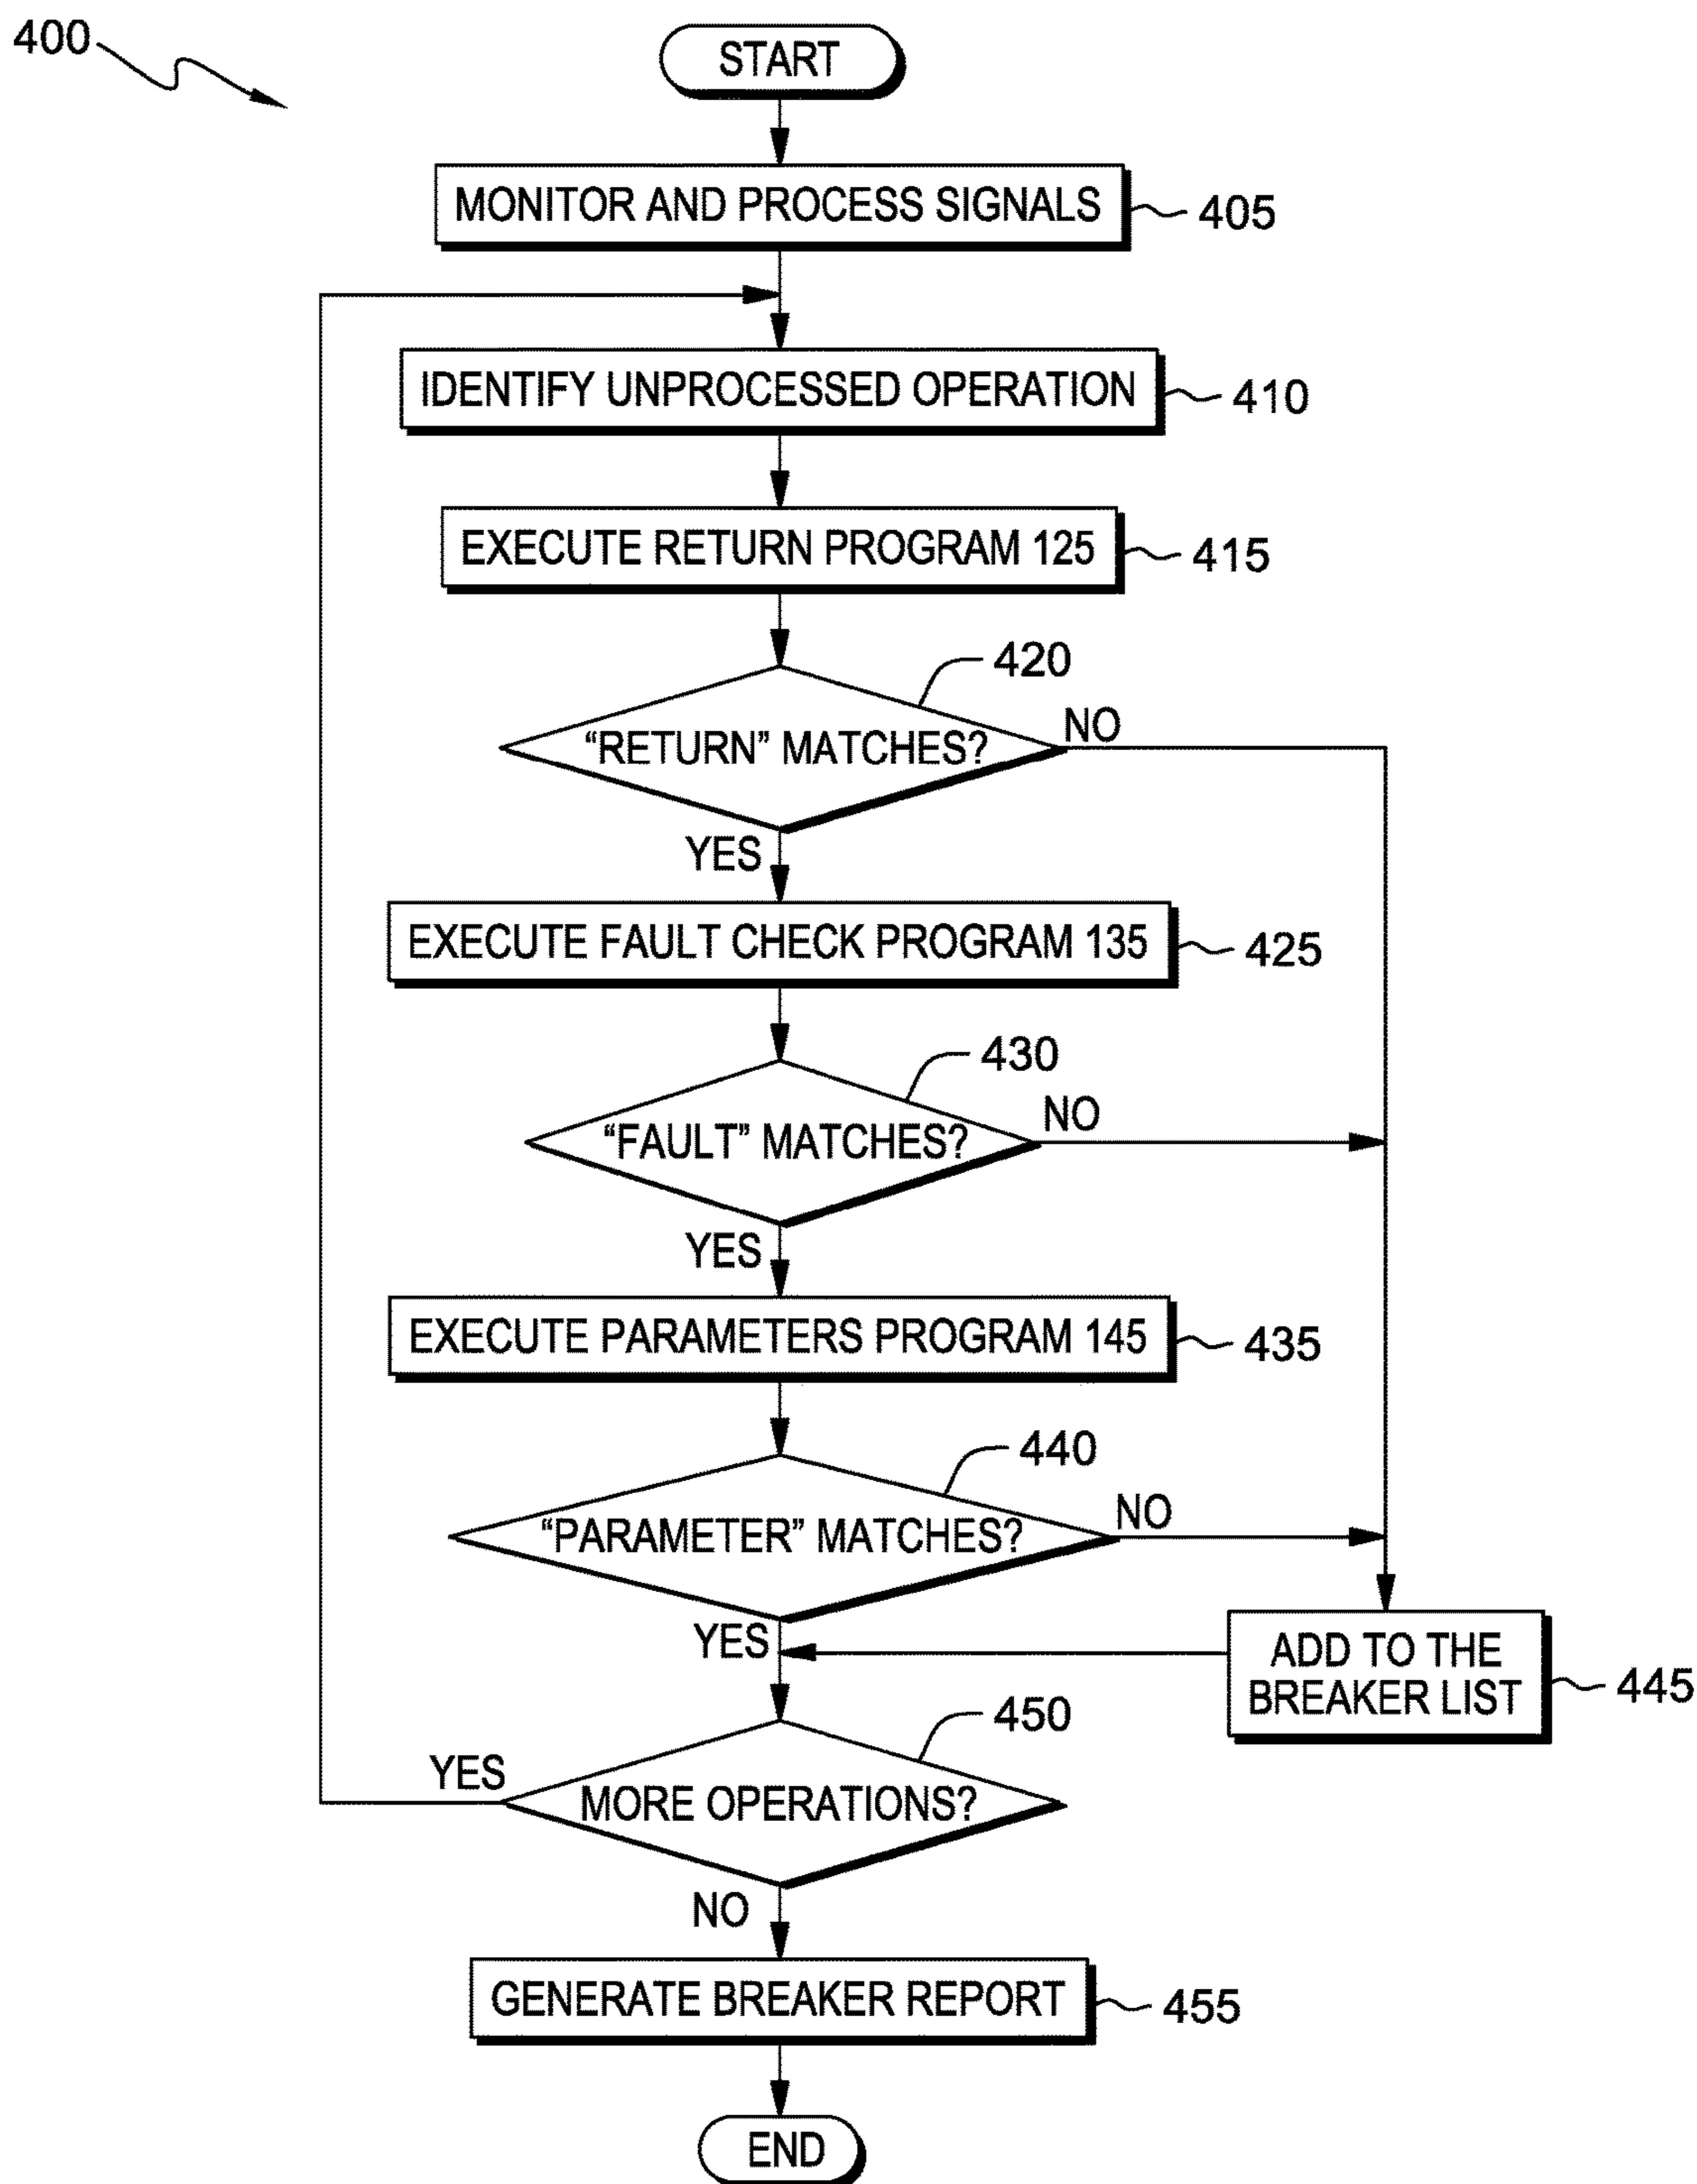 400
START
MONITOR AND PROCESS SIGNALS
405
IDENTIFY UNPROCESSED OPERATION
410
EXECUTE RETURN PROGRAM 125
415
420
“RETURN” MATCHES?
NO
YES
EXECUTE FAULT CHECK PROGRAM 135
425
430
“FAULT” MATCHES?
NO
YES
EXECUTE PARAMETERS PROGRAM 145
435
440
“PARAMETER” MATCHES?
NO
YES
ADD TO THE
BREAKER LIST
445
450
YES
MORE OPERATIONS?
NO
GENERATE BREAKER REPORT
455
END